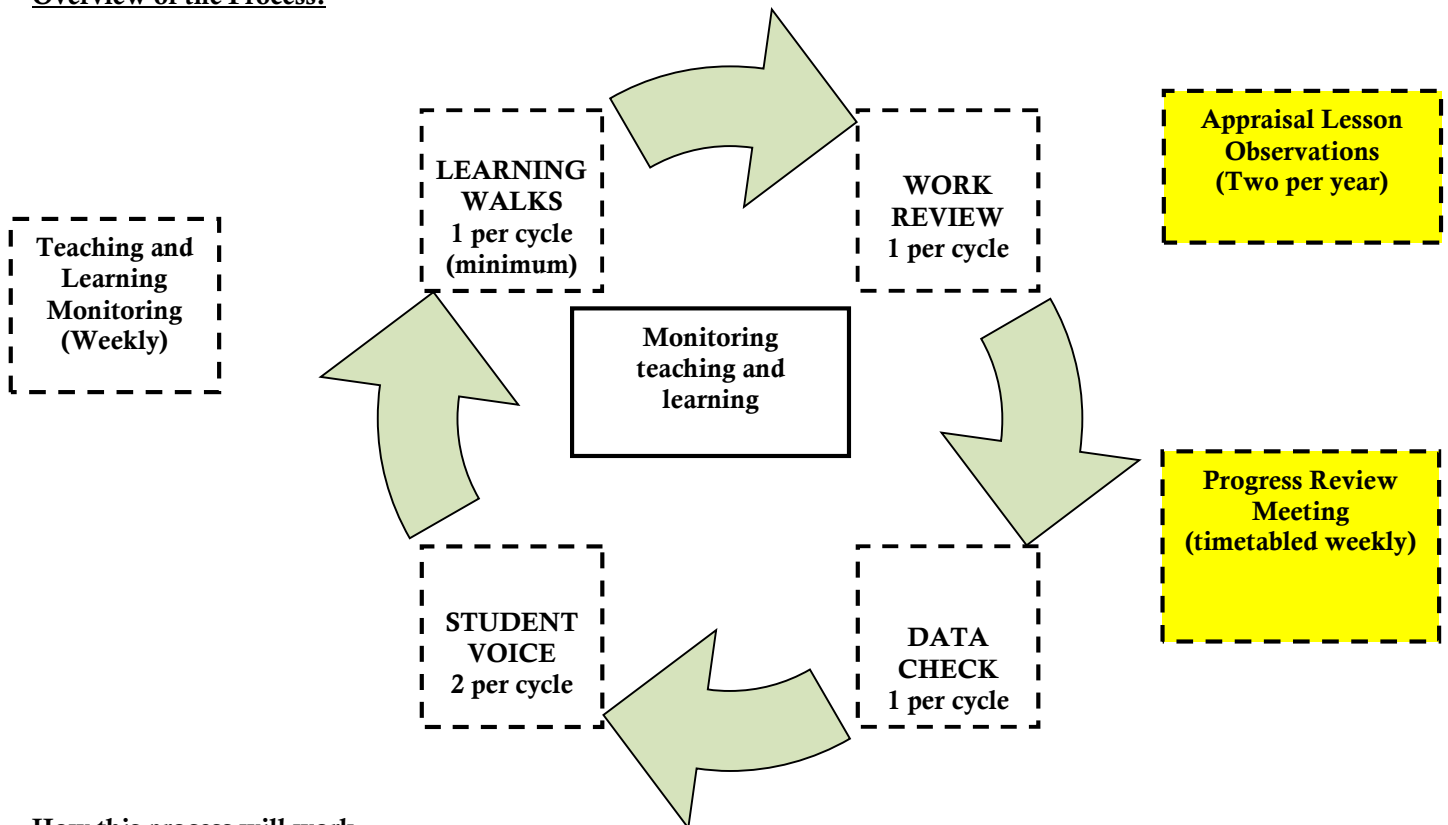 Overview of the Process:
LEARNING
WALKS
1 per cycle
(minimum)
WORK
REVIEW
1 per cycle
Appraisal Lesson
Observations
(Two per year)
Teaching and
Learning
Monitoring
(Weekly)
Monitoring
teaching and
learning
Progress Review
Meeting
(timetabled weekly)
STUDENT
VOICE
2 per cycle
DATA
CHECK
1 per cycle
How this process will work